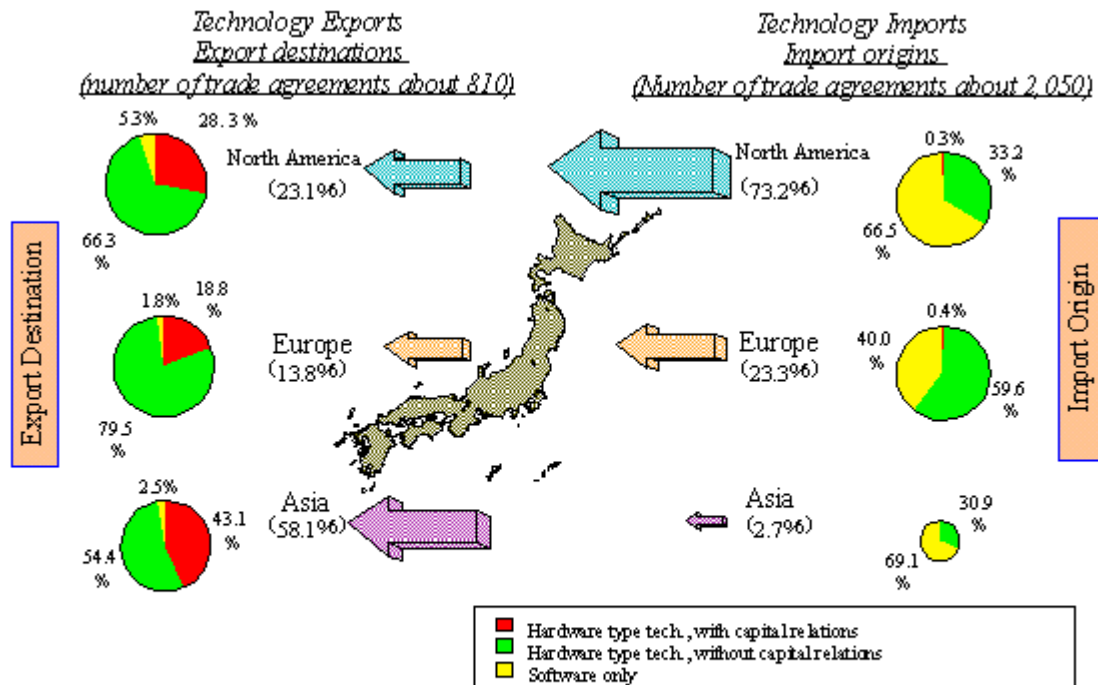 Technology Exports
Export destinations
(number of trade agreements about 810)
Technology Imports
Import origins
(Number of trade agreements about 2,050)
5.3%
28.3 %
66.3
%
North America
(23.1%)
North America
(73.2%)
0.3%
33.2
%
66.5
%
Export Destination
1.8%
18.8
%
79.5
%
Europe
(13.8%)
Europe
(23.3%)
0.4%
40.0
%
59.6
%
Import Origin
2.5%
43.1
%
54.4
%
Asia
(58.1%)
Asia
(2.7%)
30.9
%
69.1
%
Hardware type tech., with capital relations
Hardware type tech., without capital relations
Software only